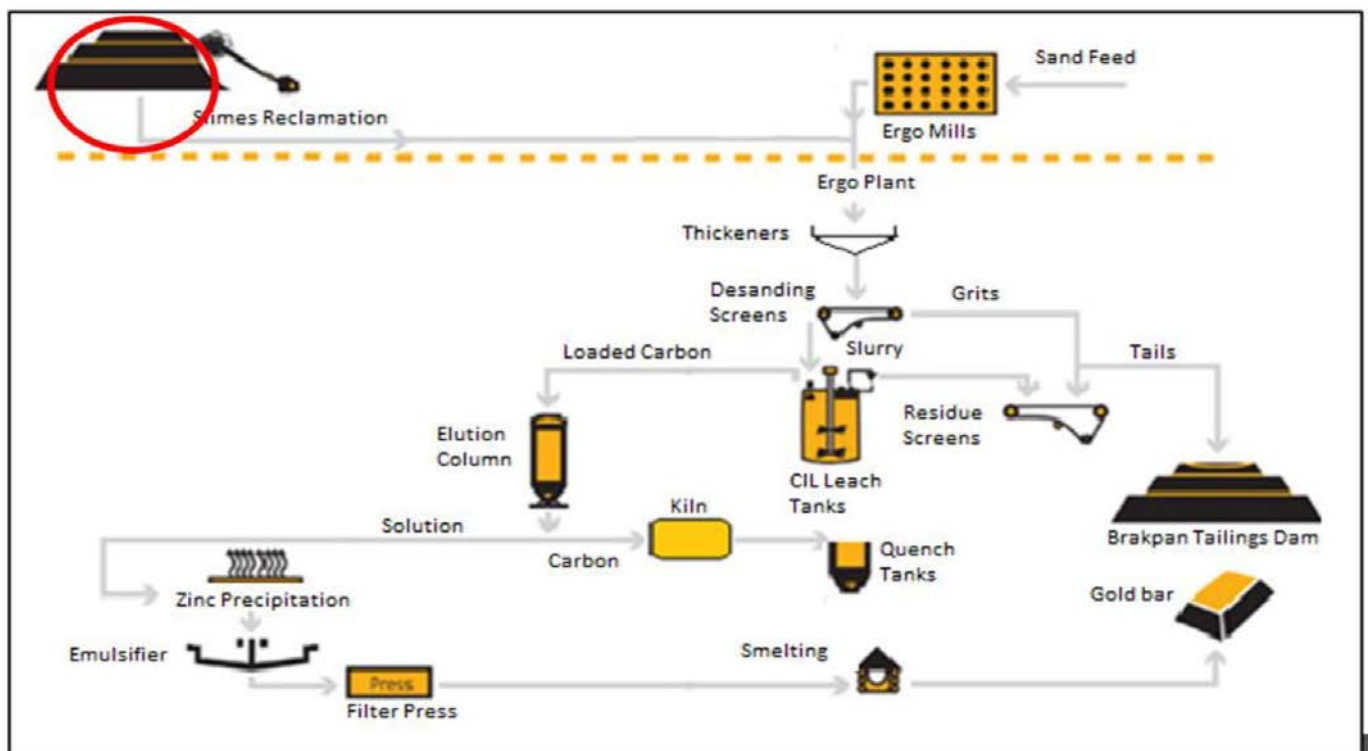 Sand Feed
Slimes Reclamation
Ergo Mills
Ergo Plant
Thickeners
Desanding
Screens
Grits
Slurry
Loaded Carbon
Tails
Elution
Column
Residue
Screens
CIL Leach
Tanks
Kiln
Solution
Carbon
Quench
Tanks
Brakpan Tailings Dam
Zinc Precipitation
Gold bar
Emulsifier
Smelting
Press
Filter Press